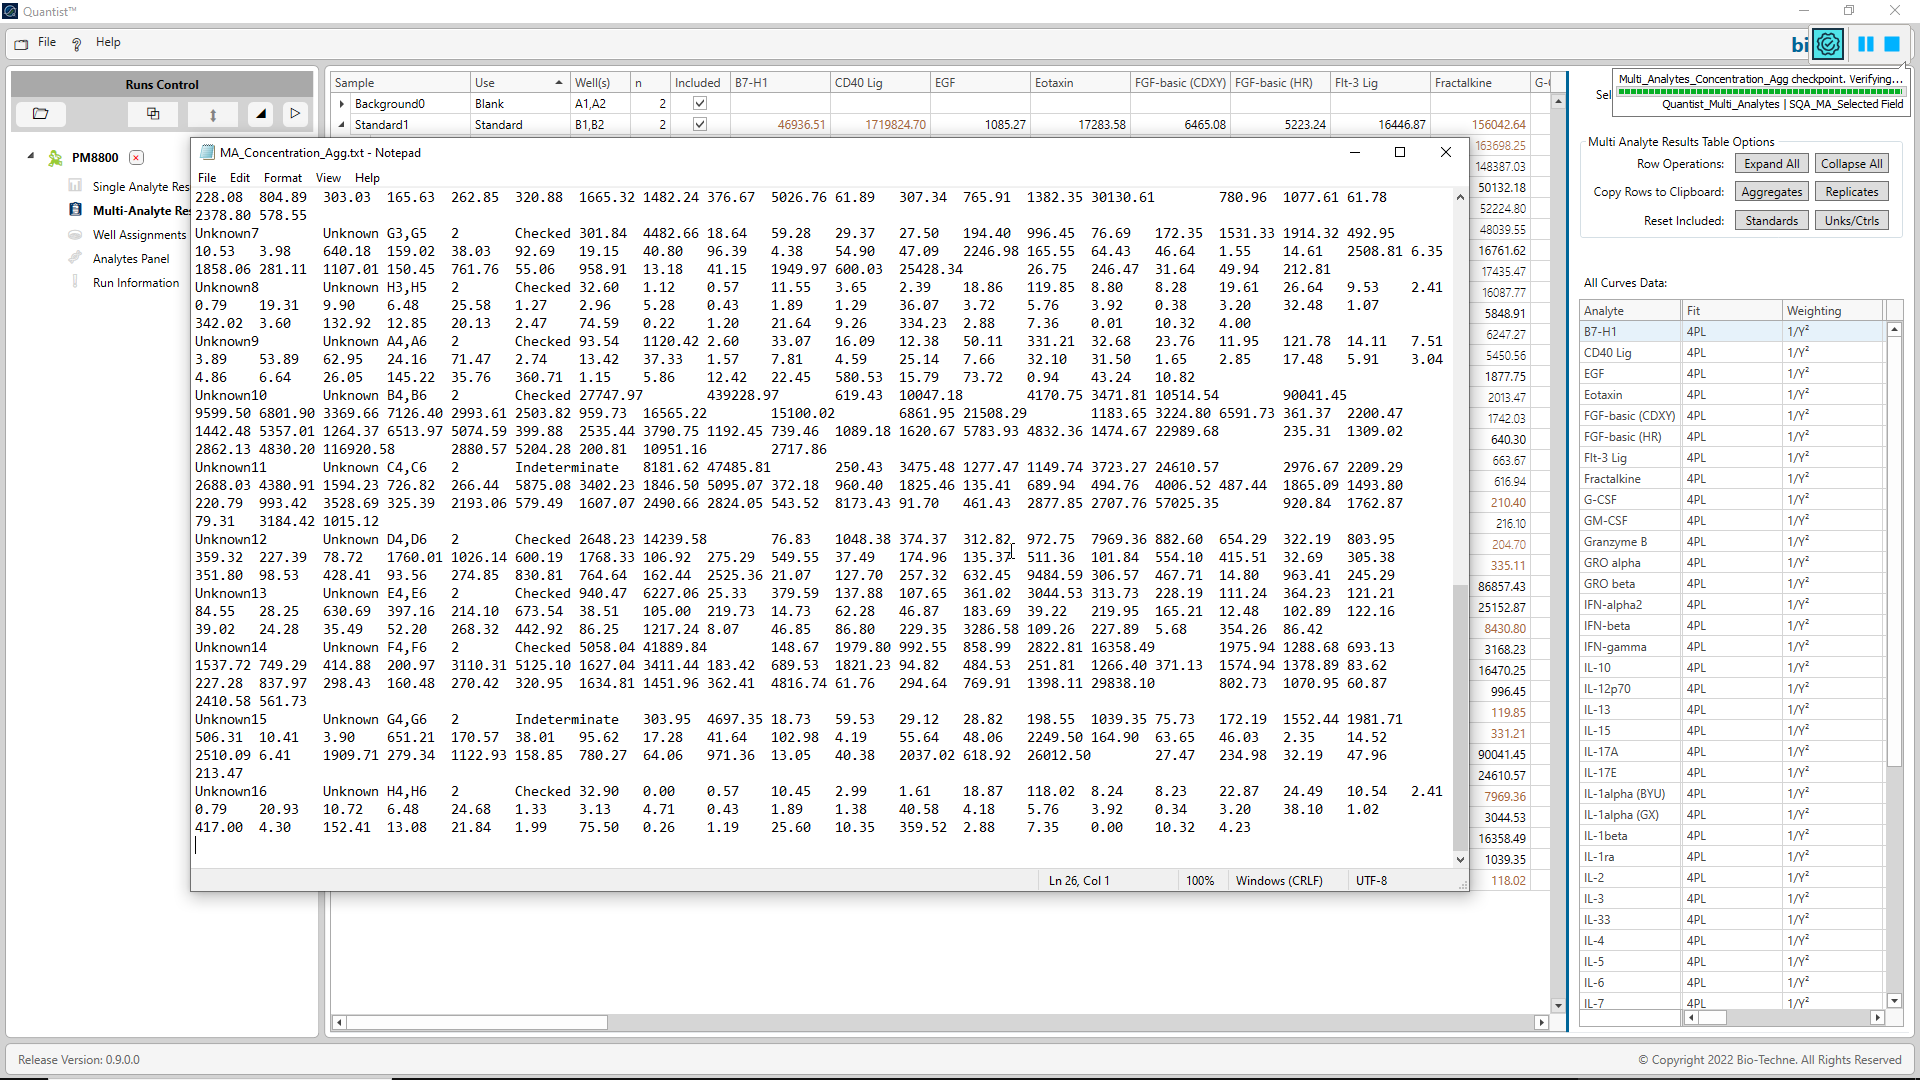 Quantist™
File Help
bi
Multi_Analytes_Concentration_Agg checkpoint. Verifying...
Quantist_Multi_Analytes | SQA_MA_Selected Field
Sel
Runs Control
PM8800
Single Analyte Res
Multi-Analyte Res
Well Assignments
Analytes Panel
Run Information
Sample Use Well(s) n Included B7-H1 CD40 Lig EGF Eotaxin FGF-basic (CDXY) FGF-basic (HR) Flt-3 Lig Fractalkine G-C
Background0 Blank A1,A2 2
Standard1 Standard B1,B2 2 46936.51 1719824.70 1085.27 17283.58 6465.08 5223.24 16446.87 156042.64
MA_Concentration_Agg.txt - Notepad
File Edit Format View Help
228.08 804.89 303.03 165.63 262.85 320.88 1665.32 1482.24 376.67 5026.76 61.89 307.34 765.91 1382.35 30130.61 780.96 1077.61 61.78
2378.80 578.55
Unknown7 Unknown G3,G5 2 Checked 301.84 4482.66 18.64 59.28 29.37 27.50 194.40 996.45 76.69 172.35 1531.33 1914.32 492.95
10.53 3.98 640.18 159.02 38.03 92.69 19.15 40.80 96.39 4.38 54.90 47.09 2246.98 165.55 64.43 46.64 1.55 14.61 2508.81 6.35
1858.06 281.11 1107.01 150.45 761.76 55.06 958.91 13.18 41.15 1949.97 600.03 25428.34 26.75 246.47 31.64 49.94 212.81
Unknown8 Unknown H3,H5 2 Checked 32.60 1.12 0.57 11.55 3.65 2.39 18.86 119.85 8.80 8.28 19.61 26.64 9.53 2.41
0.79 19.31 9.90 6.48 25.58 1.27 2.96 5.28 0.43 1.89 1.29 36.07 3.72 5.76 3.92 0.38 3.20 32.48 1.07
342.02 3.60 132.92 12.85 20.13 2.47 74.59 0.22 1.20 21.64 9.26 334.23 2.88 7.36 0.01 10.32 4.00
Unknown9 Unknown A4,A6 2 Checked 93.54 1120.42 2.60 33.07 16.09 12.38 50.11 331.21 32.68 23.76 11.95 121.78 14.11 7.51
3.89 53.89 62.95 24.16 71.47 2.74 13.42 37.33 1.57 7.81 4.59 25.14 7.66 32.10 31.50 1.65 2.85 17.48 5.91 3.04
4.86 6.64 26.05 145.22 35.76 360.71 1.15 5.86 12.42 22.45 580.53 15.79 73.72 0.94 43.24 10.82
Unknown10 Unknown B4,B6 2 Checked 27747.97 439228.97 619.43 10047.18 4170.75 3471.81 10514.54 90041.45
9599.50 6801.90 3369.66 7126.40 2993.61 2503.82 959.73 16565.22 15100.02 6861.95 21508.29 1183.65 3224.80 6591.73 361.37 2200.47
1442.48 5357.01 1264.37 6513.97 5074.59 399.88 2535.44 3790.75 1192.45 739.46 1089.18 1620.67 5783.93 4832.36 1474.67 22989.68 235.31 1309.02
2862.13 4830.20 116920.58 2880.57 5204.28 200.81 10951.16 2717.86
Unknown11 Unknown C4,C6 2 Indeterminate 8181.62 47485.81 250.43 3475.48 1277.47 1149.74 3723.27 24610.57 2976.67 2209.29
2688.03 4380.91 1594.23 726.82 266.44 5875.08 3402.23 1846.50 5095.07 372.18 960.40 1825.46 135.41 689.94 494.76 4006.52 487.44 1865.09 1493.80
220.79 993.42 3528.69 325.39 2193.06 579.49 1607.07 2490.66 2824.05 543.52 8173.43 91.70 461.43 2877.85 2707.76 57025.35 920.84 1762.87
79.31 3184.42 1015.12
Unknown12 Unknown D4,D6 2 Checked 2648.23 14239.58 76.83 1048.38 374.37 312.82 972.75 7969.36 882.60 654.29 322.19 803.95
359.32 227.39 78.72 1760.01 1026.14 600.19 1768.33 106.92 275.29 549.55 37.49 174.96 135.37 511.36 101.84 554.10 415.51 32.69 305.38
351.80 98.53 428.41 93.56 274.85 830.81 764.64 162.44 2525.36 21.07 127.70 257.32 632.45 9484.59 306.57 467.71 14.80 963.41 245.29
Unknown13 Unknown E4,E6 2 Checked 940.47 6227.06 25.33 379.59 137.88 107.65 361.02 3044.53 313.73 228.19 111.24 364.23 121.21
84.55 28.25 630.69 397.16 214.10 673.54 38.51 105.00 219.73 14.73 62.28 46.87 183.69 39.22 219.95 165.21 12.48 102.89 122.16
39.02 24.28 35.49 52.20 268.32 442.92 86.25 1217.24 8.07 46.85 86.80 229.35 3286.58 109.26 227.89 5.68 354.26 86.42
Unknown14 Unknown F4,F6 2 Checked 5058.04 41889.84 148.67 1979.80 992.55 858.99 2822.81 16358.49 1975.94 1288.68 693.13
1537.72 749.29 414.88 200.97 3110.31 5125.10 1627.04 3411.44 183.42 689.53 1821.23 94.82 484.53 251.81 1266.40 371.13 1574.94 1378.89 83.62
227.28 837.97 298.43 160.48 270.42 320.95 1634.81 1451.96 362.41 4816.74 61.76 294.64 769.91 1398.11 29838.10 802.73 1070.95 60.87
2410.58 561.73
Unknown15 Unknown G4,G6 2 Indeterminate 303.95 4697.35 18.73 59.53 29.12 28.82 198.55 1039.35 75.73 172.19 1552.44 1981.71
506.31 10.41 3.90 651.21 170.57 38.01 95.62 17.28 41.64 102.98 4.19 55.64 48.06 2249.50 164.90 63.65 46.03 2.35 14.52
2510.09 6.41 1909.71 279.34 1122.93 158.85 780.27 64.06 971.36 13.05 40.38 2037.02 618.92 26012.50 27.47 234.98 32.19 47.96
213.47
Unknown16 Unknown H4,H6 2 Checked 32.90 0.00 0.57 10.45 2.99 1.61 18.87 118.02 8.24 8.23 22.87 24.49 10.54 2.41
0.79 20.93 10.72 6.48 24.68 1.33 3.13 4.71 0.43 1.89 1.38 40.58 4.18 5.76 3.92 0.34 3.20 38.10 1.02
417.00 4.30 152.41 13.08 21.84 1.99 75.50 0.26 1.19 25.60 10.35 359.52 2.88 7.35 0.00 10.32 4.23
Ln 26, Col 1 100% Windows (CRLF) UTF-8
163698.25
148387.03
50132.18
52224.80
48039.55
16761.62
17435.47
16087.77
5848.91
6247.27
5450.56
1877.75
2013.47
1742.03
640.30
663.67
616.94
210.40
216.10
204.70
335.11
86857.43
25152.87
8430.80
3168.23
16470.25
996.45
119.85
331.21
90041.45
24610.57
7969.36
3044.53
16358.49
1039.35
118.02
Multi Analyte Results Table Options
Row Operations: Expand All Collapse All
Copy Rows to Clipboard: Aggregates Replicates
Reset Included: Standards Unks/Ctrls
All Curves Data:
Analyte Fit Weighting
B7-H1 4PL 1/Y²
CD40 Lig 4PL 1/Y²
EGF 4PL 1/Y²
Eotaxin 4PL 1/Y²
FGF-basic (CDXY) 4PL 1/Y²
FGF-basic (HR) 4PL 1/Y²
Flt-3 Lig 4PL 1/Y²
Fractalkine 4PL 1/Y²
G-CSF 4PL 1/Y²
GM-CSF 4PL 1/Y²
Granzyme B 4PL 1/Y²
GRO alpha 4PL 1/Y²
GRO beta 4PL 1/Y²
IFN-alpha2 4PL 1/Y²
IFN-beta 4PL 1/Y²
IFN-gamma 4PL 1/Y²
IL-10 4PL 1/Y²
IL-12p70 4PL 1/Y²
IL-13 4PL 1/Y²
IL-15 4PL 1/Y²
IL-17A 4PL 1/Y²
IL-17E 4PL 1/Y²
IL-1alpha (BYU) 4PL 1/Y²
IL-1alpha (GX) 4PL 1/Y²
IL-1beta 4PL 1/Y²
IL-1ra 4PL 1/Y²
IL-2 4PL 1/Y²
IL-3 4PL 1/Y²
IL-33 4PL 1/Y²
IL-4 4PL 1/Y²
IL-5 4PL 1/Y²
IL-6 4PL 1/Y²
IL-7 4PL 1/Y²
Release Version: 0.9.0.0
© Copyright 2022 Bio-Techne. All Rights Reserved